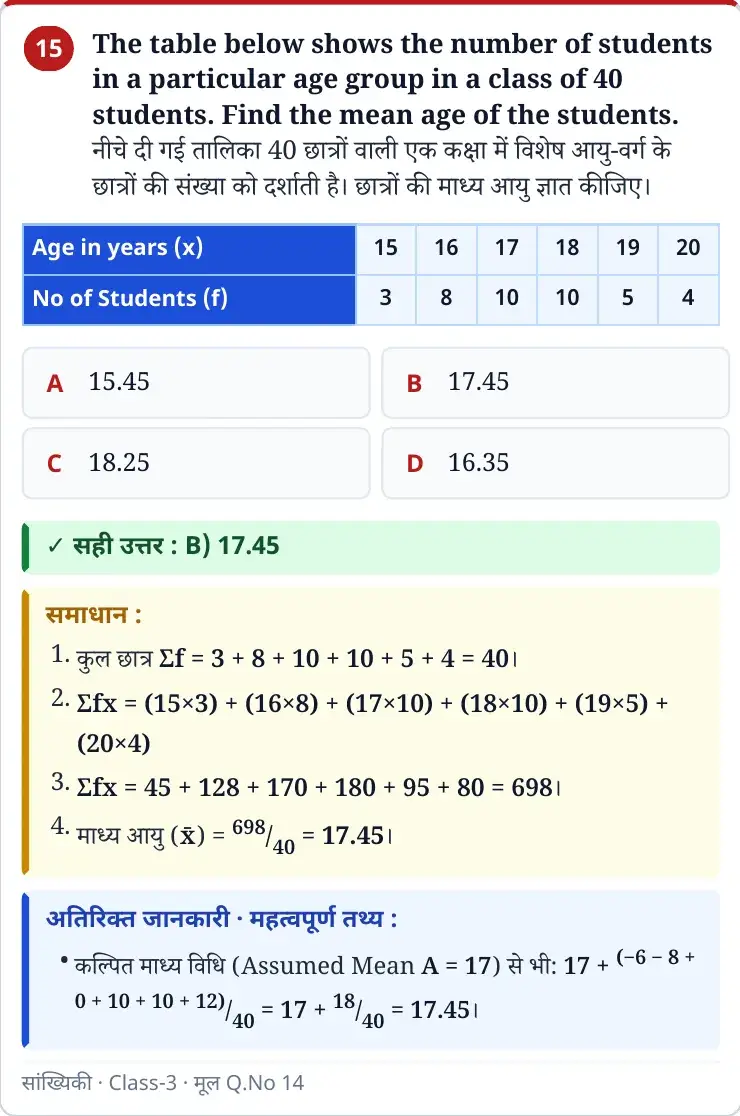 15
The table below shows the number of students
in a particular age group in a class of 40
students. Find the mean age of the students.
नीचे दी गई तालिका 40 छात्रों वाली एक कक्षा में विशेष आयु-वर्ग के
छात्रों की संख्या को दर्शाती है। छात्रों की माध्य आयु ज्ञात कीजिए।
Age in years (x) 15 16 17 18 19 20
No of Students (f) 3 8 10 10 5 4
A 15.45 B 17.45
C 18.25 D 16.35
✓ सही उत्तर : B) 17.45
समाधान :
1. कुल छात्र Σf = 3 + 8 + 10 + 10 + 5 + 4 = 40।
2. Σfx = (15×3) + (16×8) + (17×10) + (18×10) + (19×5) +
(20×4)
3. Σfx = 45 + 128 + 170 + 180 + 95 + 80 = 698।
4. माध्य आयु (x̄) = 698/40 = 17.45।
अतिरिक्त जानकारी · महत्वपूर्ण तथ्य :
• कल्पित माध्य विधि (Assumed Mean A = 17) से भी: 17 + (−6 − 8 +
0 + 10 + 10 + 12)/40 = 17 + 18/40 = 17.45।
सांख्यिकी · Class-3 · मूल Q.No 14